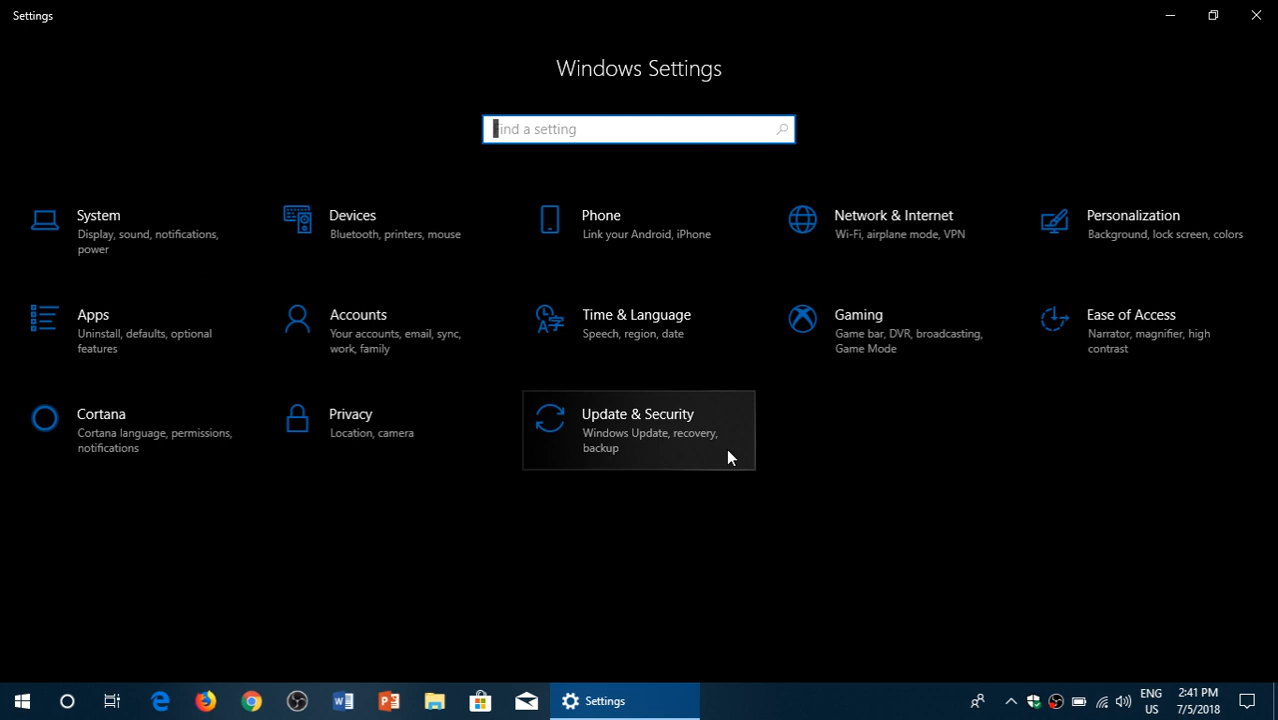 Settings
Windows Settings
Find a setting
System
Display, sound, notifications,
power
Devices
Bluetooth, printers, mouse
Phone
Link your Android, iPhone
Network & Internet
Wi-Fi, airplane mode, VPN
Personalization
Background, lock screen, colors
Apps
Uninstall, defaults, optional
features
Accounts
Your accounts, email, sync,
work, family
Time & Language
Speech, region, date
Gaming
Game bar, DVR, broadcasting,
Game Mode
Ease of Access
Narrator, magnifier, high
contrast
Cortana
Cortana language, permissions,
notifications
Privacy
Location, camera
Update & Security
Windows Update, recovery,
backup
Settings
ENG
US
2:41 PM
7/5/2018